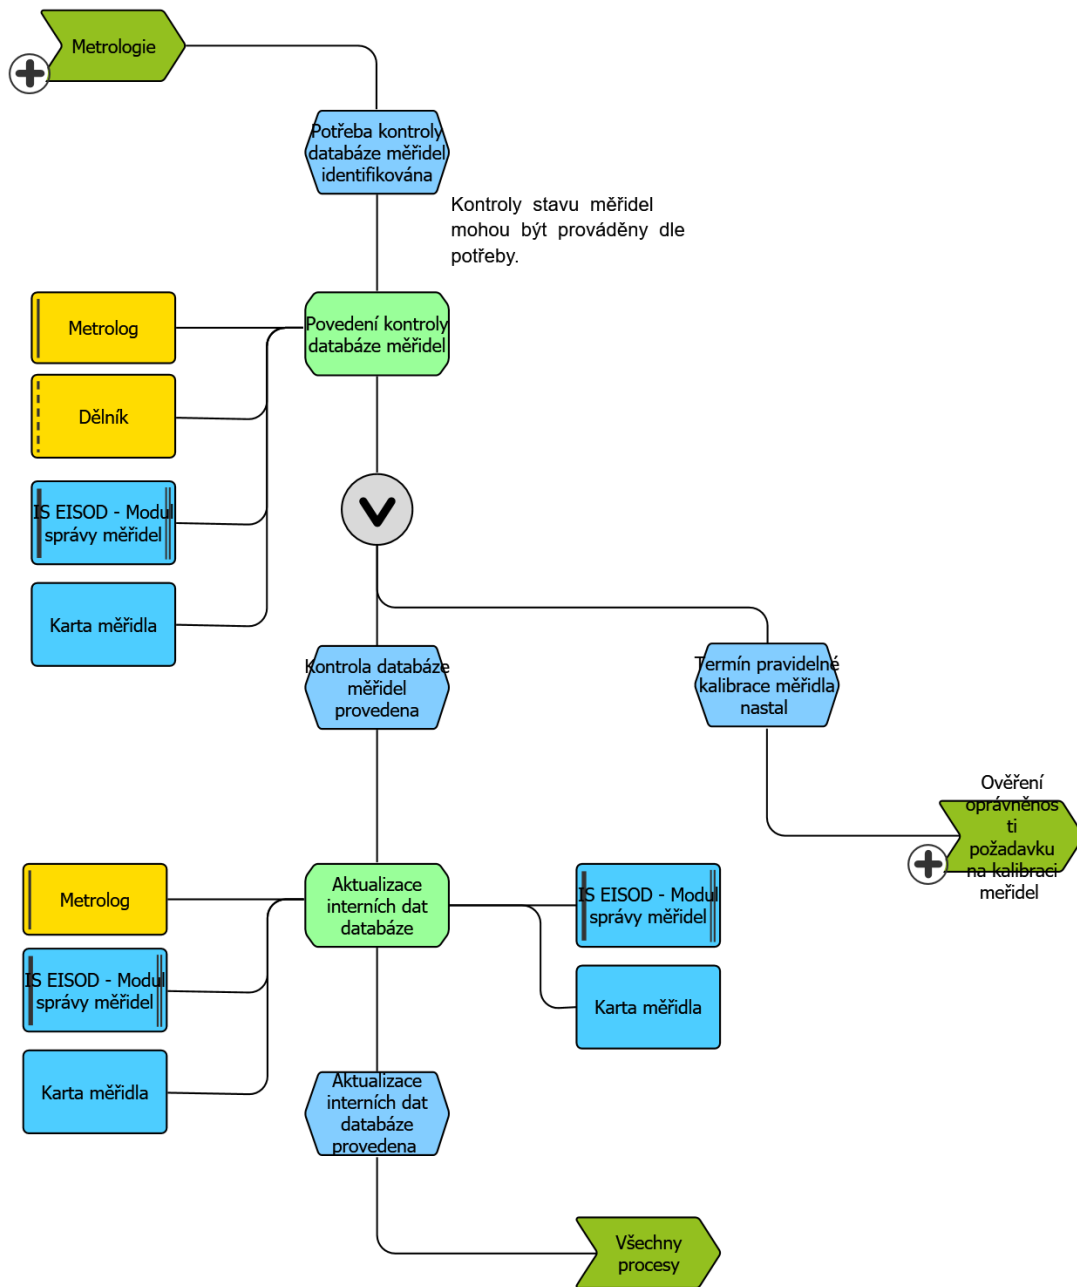 Metrologie
Potřeba kontroly
databáze měřidel
identifikována
Kontroly stavu měřidel
mohou být prováděny dle
potřeby.
Metrolog
Povedení kontroly
databáze měřidel
Dělník
IS EISOD - Modul
správy měřidel
Karta měřidla
Kontrola databáze
měřidel
provedena
Termín pravidelné
kalibrace měřidla
nastal
Ověření
oprávněnos
ti
požadavku
na kalibraci
meřidel
Metrolog
Aktualizace
interních dat
databáze
IS EISOD - Modul
správy měřidel
IS EISOD - Modul
správy měřidel
Karta měřidla
Karta měřidla
Aktualizace
interních dat
databáze
provedena
Všechny
procesy